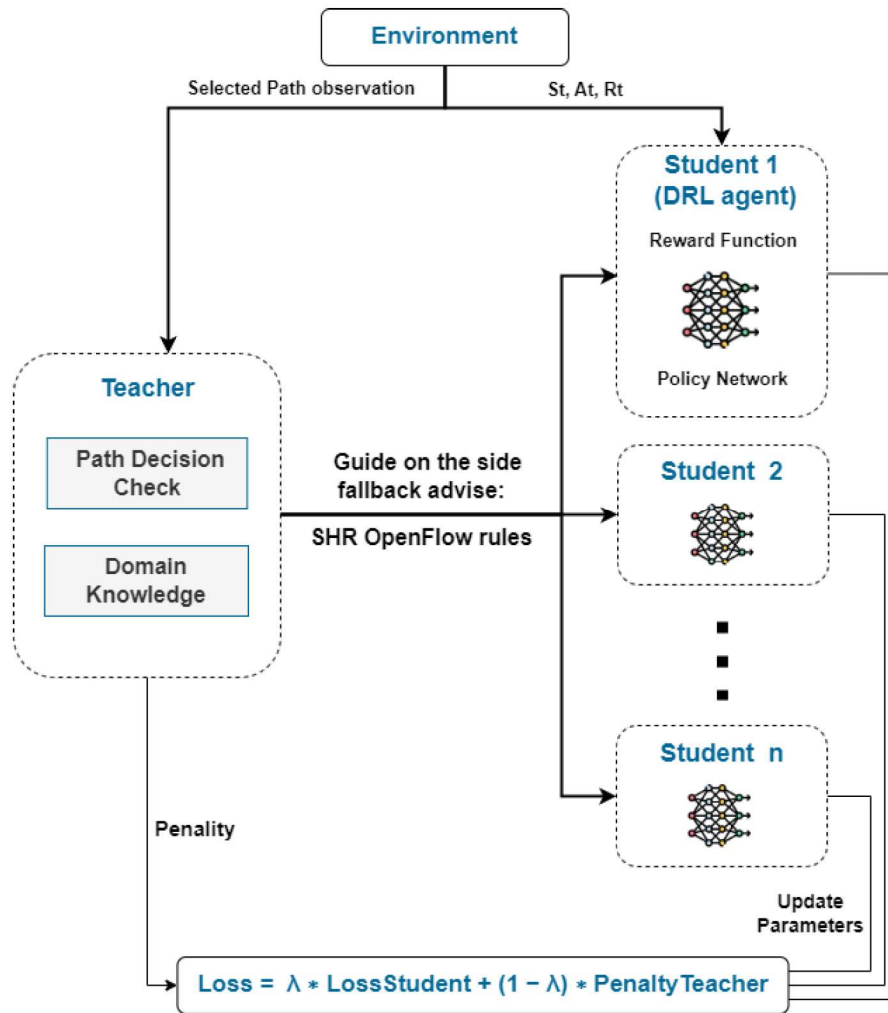 Environment
Selected Path observation
St, At, Rt
Student 1
(DRL agent)
Reward Function
Policy Network
Teacher
Path Decision
Check
Domain
Knowledge
Guide on the side
fallback advise:
SHR OpenFlow rules
Student 2
Student n
Penality
Update
Parameters
Loss = λ * LossStudent + (1 − λ) * PenaltyTeacher